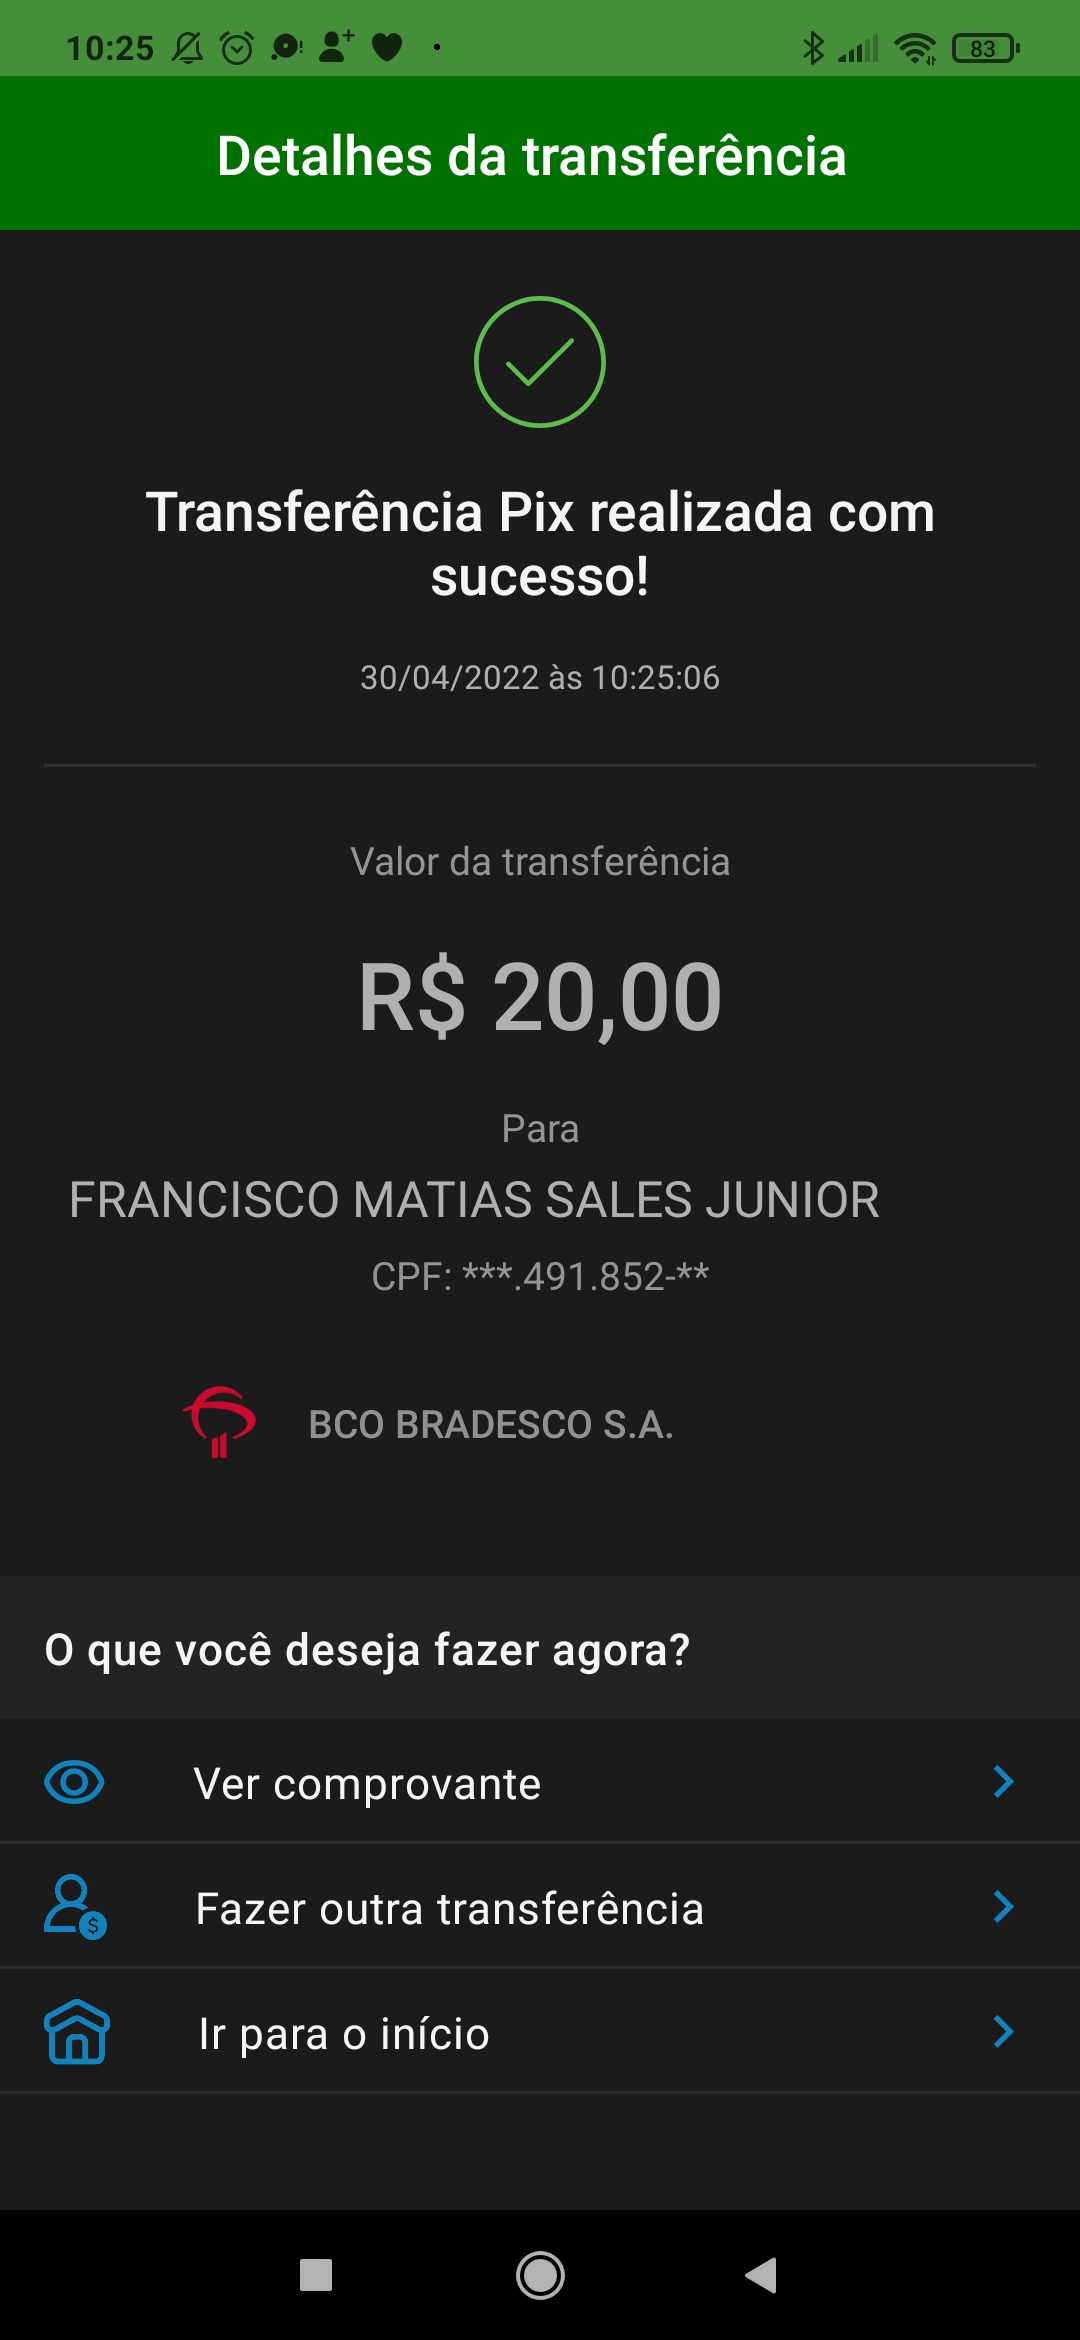 10:25
83
Detalhes da transferência
Transferência Pix realizada com
sucesso!
30/04/2022 às 10:25:06
Valor da transferência
R$ 20,00
Para
FRANCISCO MATIAS SALES JUNIOR
CPF: ***.491.852-**
BCO BRADESCO S.A.
O que você deseja fazer agora?
Ver comprovante
Fazer outra transferência
Ir para o início